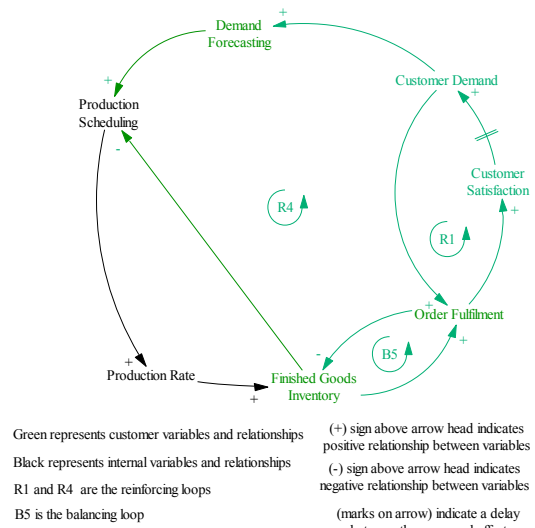 Demand
Forecasting
+
+
Customer Demand
+
Production
Scheduling
-
Customer
Satisfaction
+
R4
R1
+
Order Fulfilment
-
+
B5
+
Production Rate
+
Finished Goods
Inventory
Green represents customer variables and relationships
Black represents internal variables and relationships
R1 and R4 are the reinforcing loops
B5 is the balancing loop
(+) sign above arrow head indicates
positive relationship between variables
(-) sign above arrow head indicates
negative relationship between variables
(marks on arrow) indicate a delay